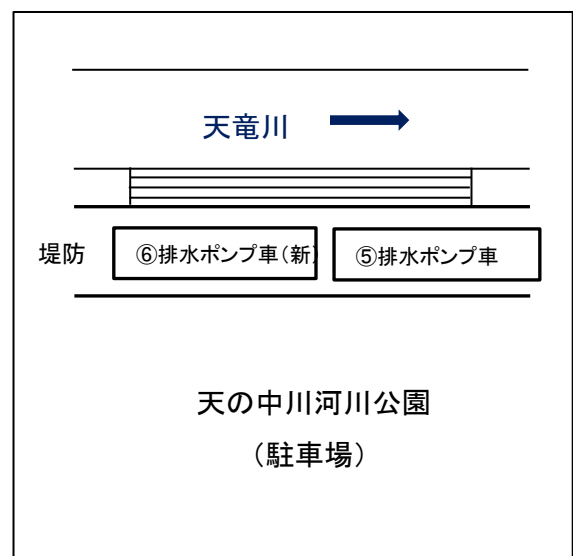 天竜川
堤防
⑥排水ポンプ車(新)
⑤排水ポンプ車
天の中川河川公園
(駐車場)